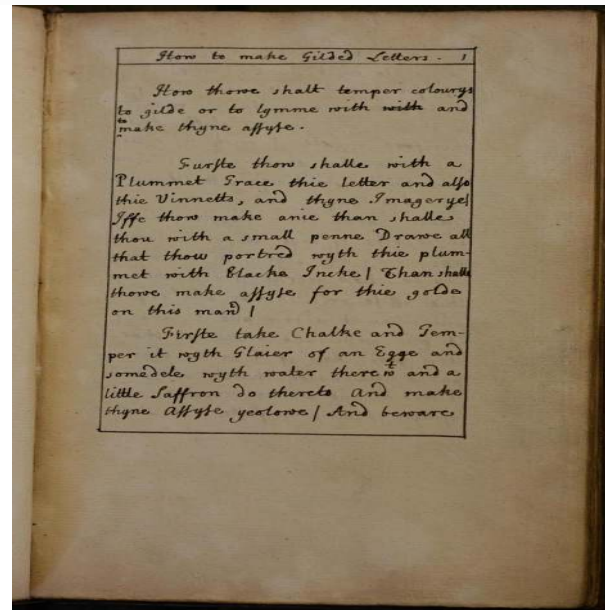 How to make Gilded Letters. 1
How thowe shalt temper colourys
to gilde or to lymme with with and
to make thyne assyse.
Furste thow shalle with a
Plummet Trace thie letter and also
thie Vinnetts, and thyne Imageryes
Iffe thow make anie than shalle
thou with a small penne Drawe all
that thow portred wyth thie plum-
met with blacke Incke / Than shalle
thowe make assyse for thie golde
on this man̄ /
Firste take Chalke and Tem-
per it wyth Glaier of an Egge and
somedele wyth water therewt and a
little Saffron do thereto And make
thyne Assyse yeolowe / And beware